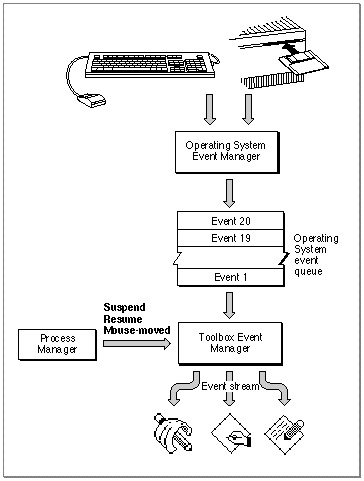 Operating System
Event Manager
Event 20
Event 19
Operating
System
event
queue
Event 1
Suspend
Resume
Mouse-moved
Process
Manager
Toolbox Event
Manager
Event stream